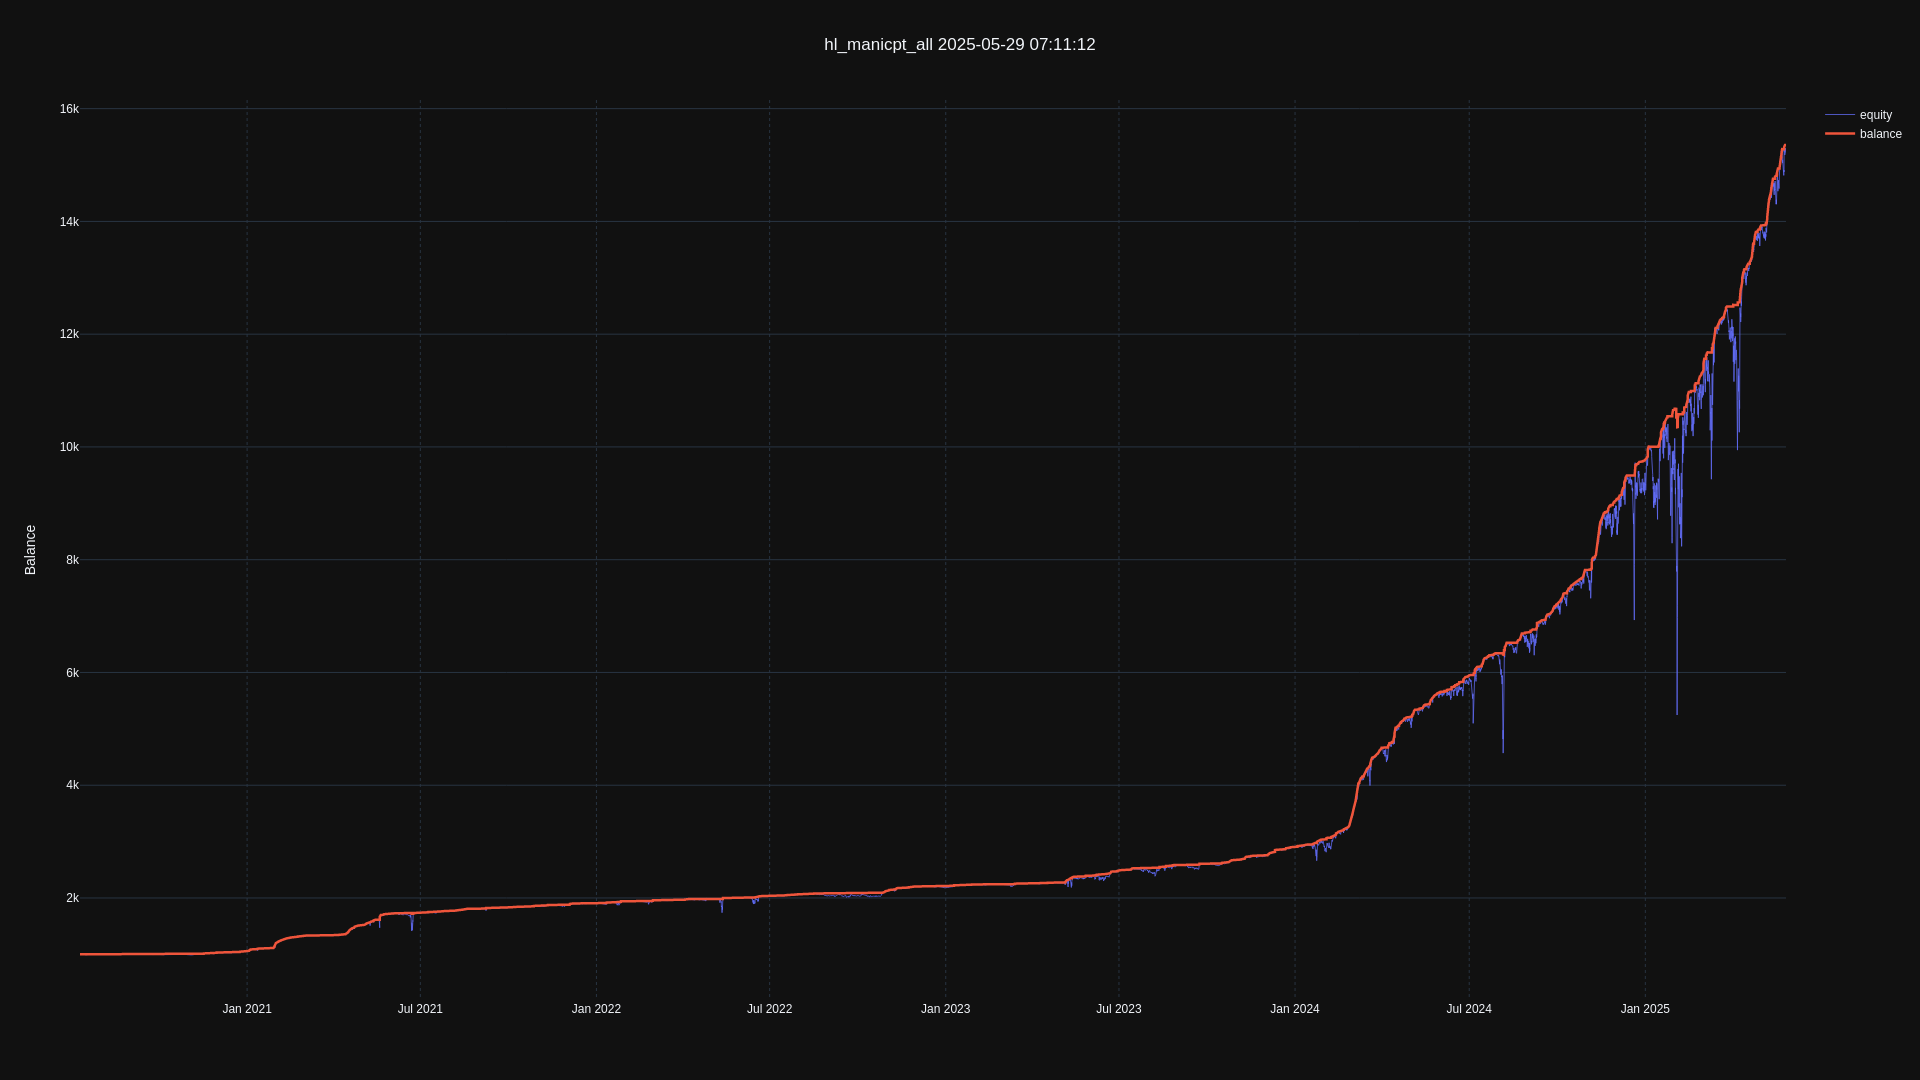 hl_manicpt_all 2025-05-29 07:11:12
16k
14k
12k
10k
8k
6k
4k
2k
Balance
Jan 2021
Jul 2021
Jan 2022
Jul 2022
Jan 2023
Jul 2023
Jan 2024
Jul 2024
Jan 2025
equity
balance